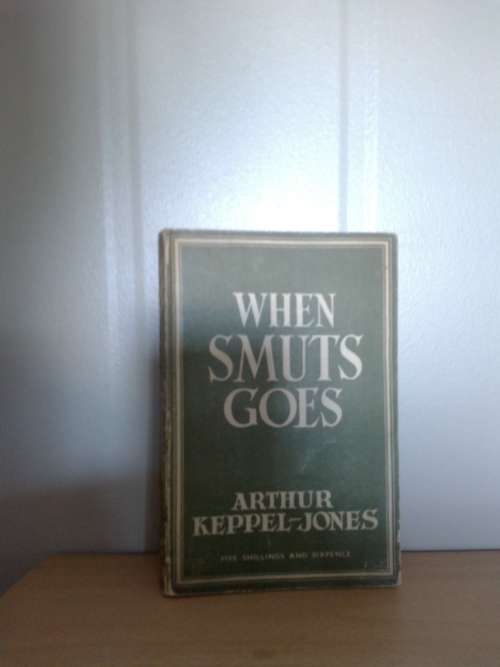 WHEN
SMUTS
GOES
ARTHUR
KEPPEL-JONES
FIVE SHILLINGS AND SIXPENCE